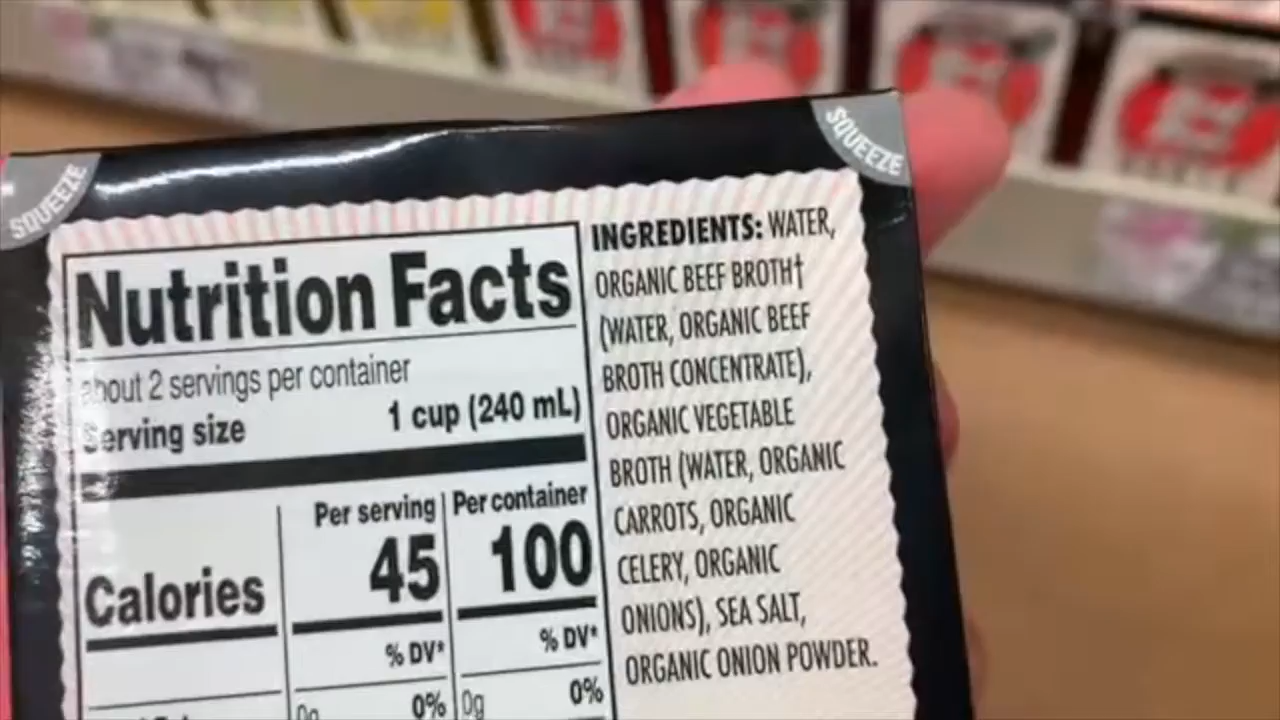 SQUEEZE
SQUEEZE
Nutrition Facts
about 2 servings per container
Serving size 1 cup (240 mL)
Per serving Per container
Calories 45 100
% DV* % DV*
0g 0% 0g 0%
INGREDIENTS: WATER,
ORGANIC BEEF BROTH†
(WATER, ORGANIC BEEF
BROTH CONCENTRATE),
ORGANIC VEGETABLE
BROTH (WATER, ORGANIC
CARROTS, ORGANIC
CELERY, ORGANIC
ONIONS), SEA SALT,
ORGANIC ONION POWDER.